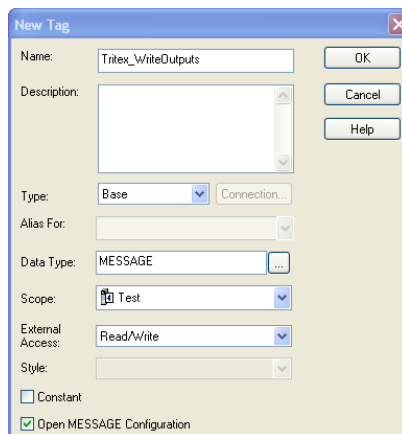 New Tag
Name: Tritex_WriteOutputs OK
Description: Cancel
Help
Type: Base Connection...
Alias For:
Data Type: MESSAGE ...
Scope: Test
External Access: Read/Write
Style:
Constant
Open MESSAGE Configuration